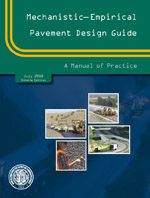 Mechanistic–Empirical
Pavement Design Guide
A Manual of Practice
July 2008
Interim Edition